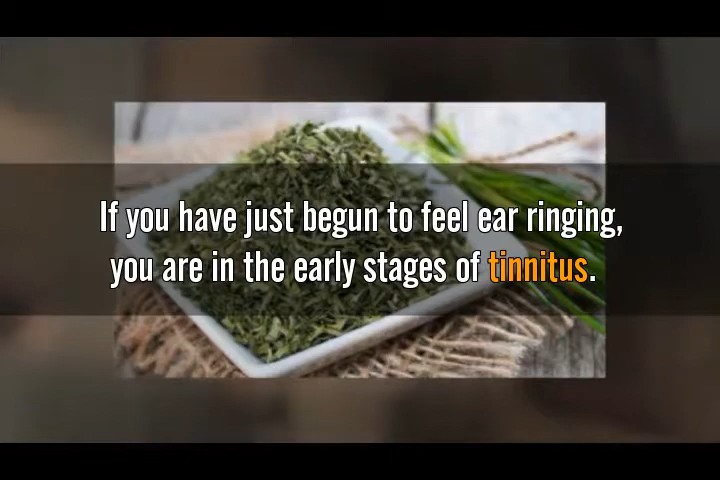 If you have just begun to feel ear ringing,
you are in the early stages of tinnitus.